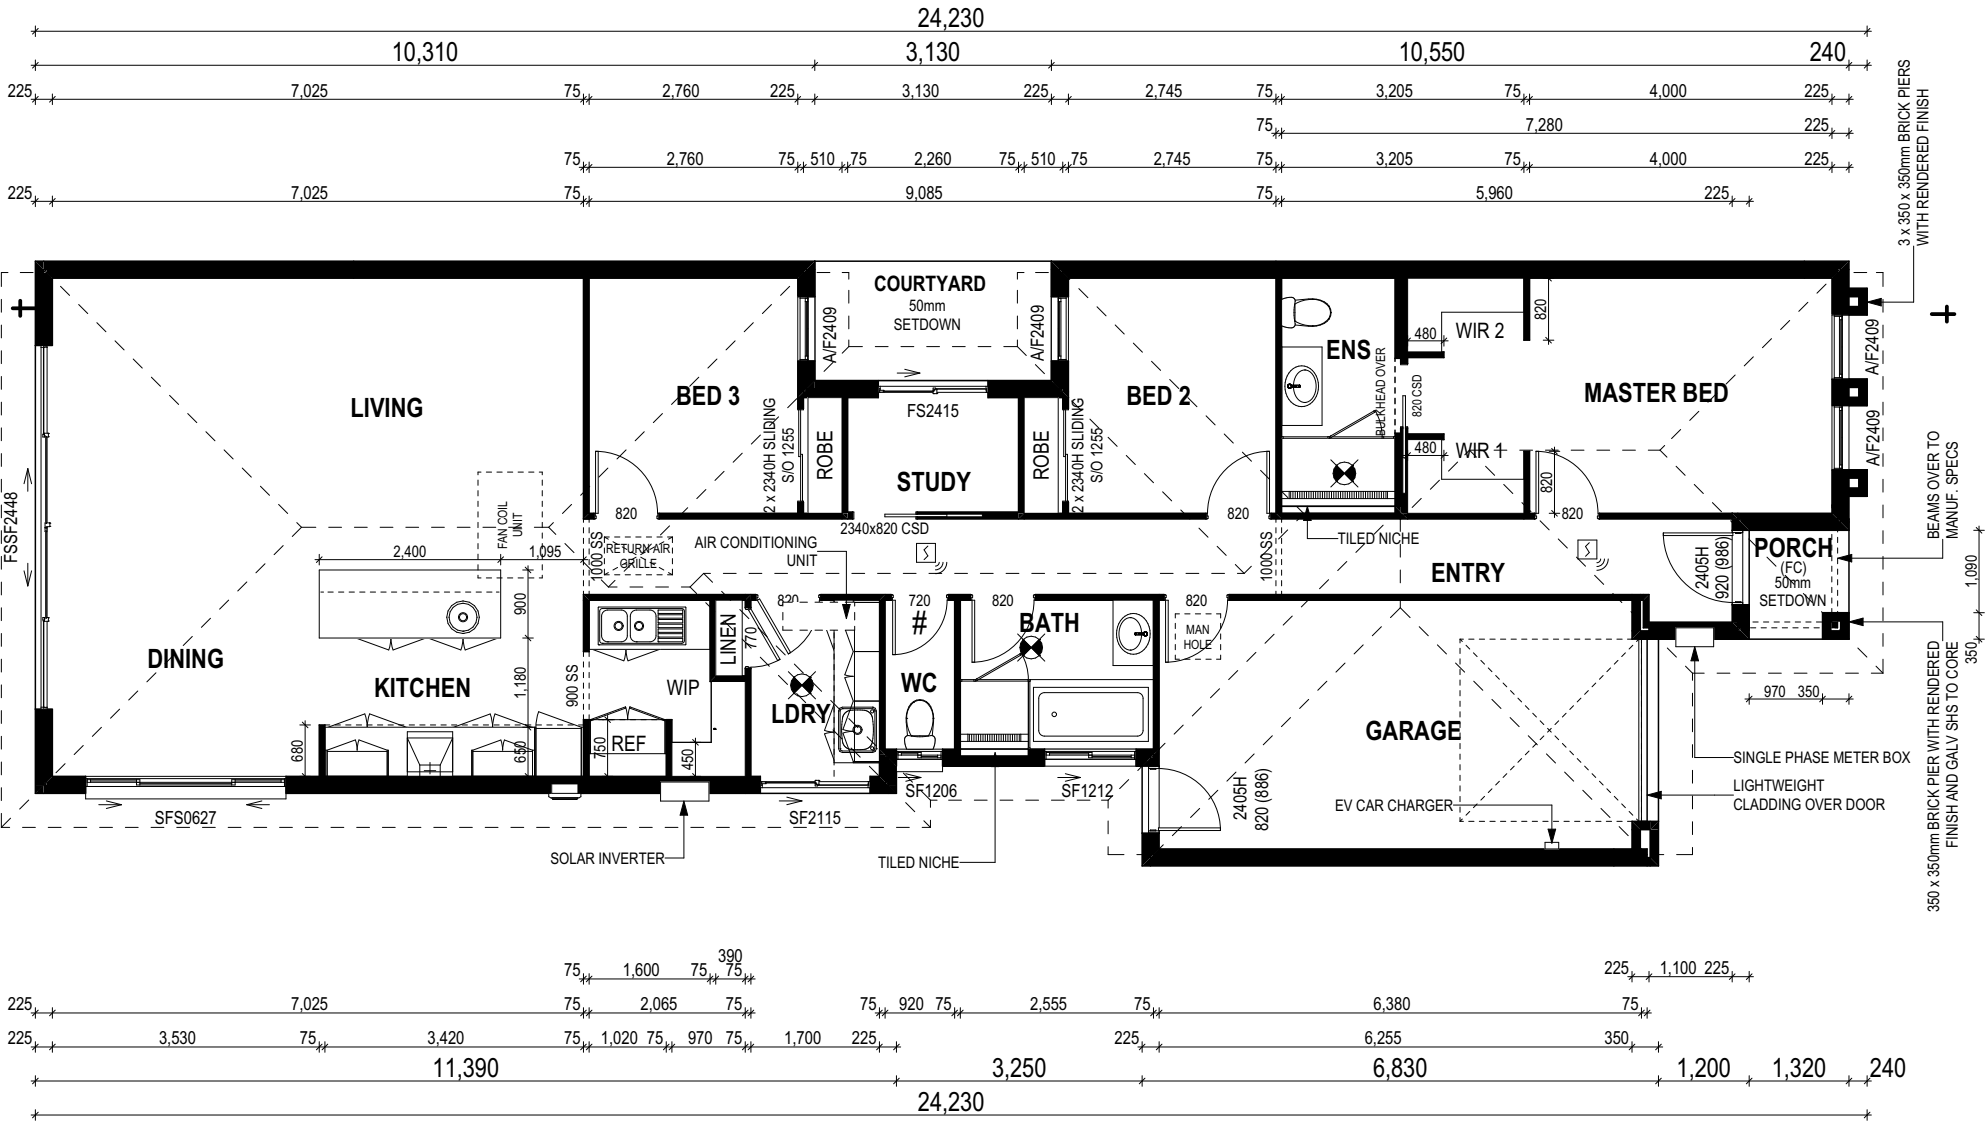 24,230
10,310 3,130 10,550 240
225 7,025 75 2,760 225 3,130 225 2,745 75 3,205 75 4,000 225
75 7,280 225
75 2,760 75 510 75 2,260 75 510 75 2,745 75 3,205 75 4,000 225
225 7,025 75 9,085 75 5,960 225
3 x 350 x 350mm BRICK PIERS
WITH RENDERED FINISH
COURTYARD
50mm
SETDOWN
A/F2409
A/F2409
820
480
WIR 2
ENS
A/F2409
BULKHEAD OVER
820 CSD
LIVING
BED 3
BED 2
MASTER BED
FS2415
2 x 2340H SLIDING
S/O 1255
ROBE
STUDY
ROBE
2 x 2340H SLIDING
S/O 1255
480
WIR 1
820
A/F2409
BEAMS OVER TO
MANUF. SPECS
FSSF2448
FAN COIL
UNIT
820
2340x820 CSD
820
820
TILED NICHE
2,400
1,095
1000 SS
RETURN AIR
GRILLE
AIR CONDITIONING
UNIT
1000 SS
ENTRY
2405H
920 (986)
PORCH
(FC)
50mm
SETDOWN
1,090
350
900
820
720
#
820
BATH
820
MAN
HOLE
LINEN
770
DINING
KITCHEN
1,180
900 SS
WIP
LDRY
WC
GARAGE
970 350
680
650
750
REF
450
SINGLE PHASE METER BOX
LIGHTWEIGHT
CLADDING OVER DOOR
SFS0627
SF2115
SF1206
SF1212
2405H
820 (886)
EV CAR CHARGER
SOLAR INVERTER
TILED NICHE
350 x 350mm BRICK PIER WITH RENDERED
FINISH AND GALV SHS TO CORE
390
75 1,600 75 75 225 1,100 225
225 7,025 75 2,065 75 75 920 75 2,555 75 6,380 75
225 3,530 75 3,420 75 1,020 75 970 75 1,700 225 225 6,255 350
11,390 3,250 6,830 1,200 1,320 240
24,230